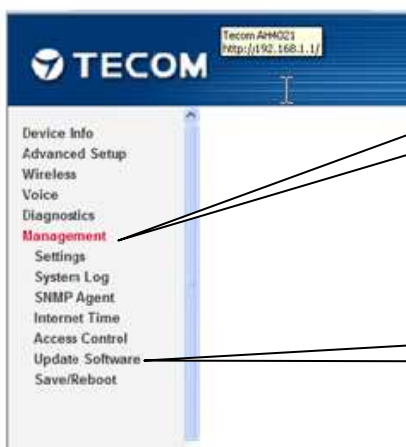 TECOM
Tecom AH4021
http://192.168.1.1/
Device Info
Advanced Setup
Wireless
Voice
Diagnostics
Management
Settings
System Log
SNMP Agent
Internet Time
Access Control
Update Software
Save/Reboot